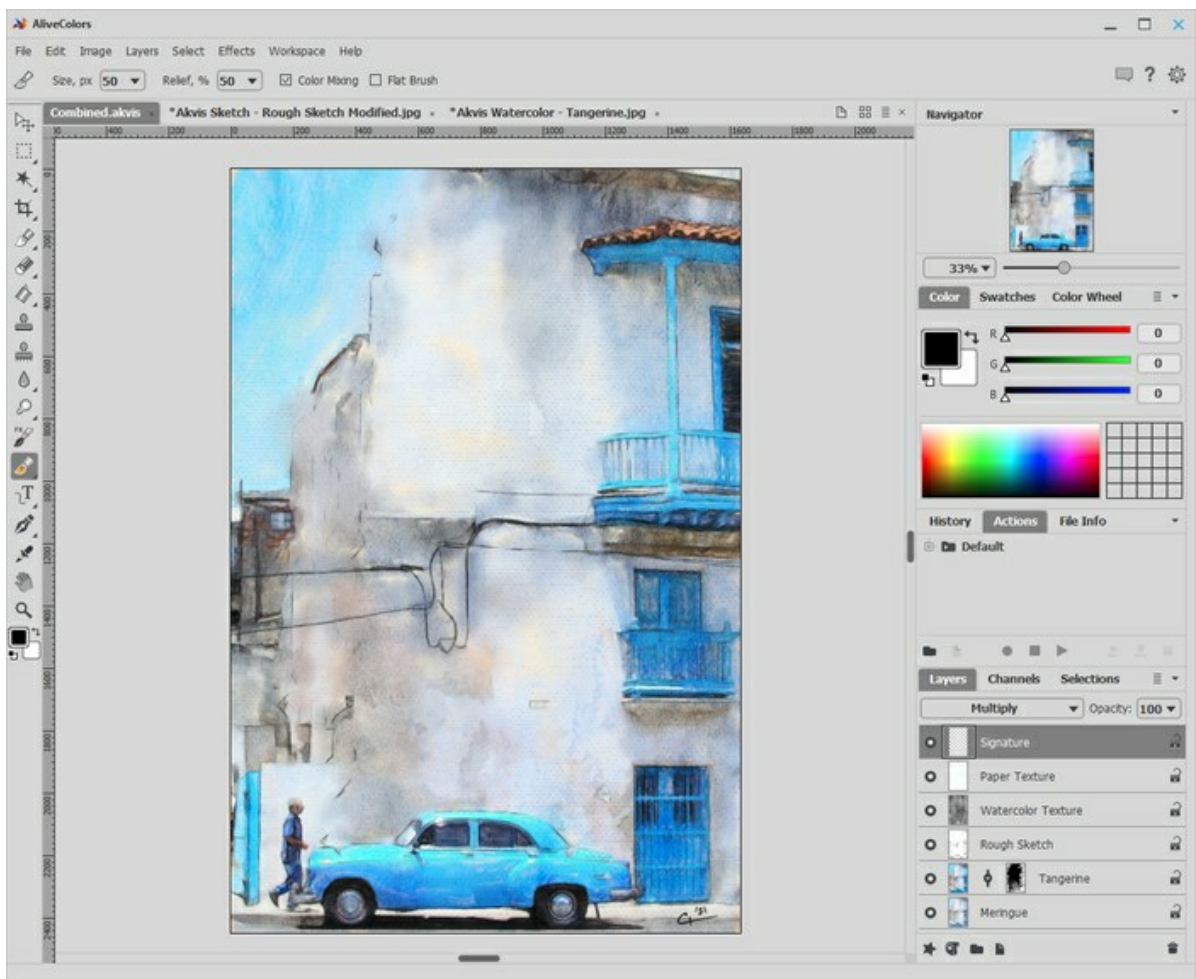 AliveColors
File Edit Image Layers Select Effects Workspace Help
Size, px 50 Relief, % 50 Color Mixing Flat Brush
Combined.akvis *Akvis Sketch - Rough Sketch Modified.jpg *Akvis Watercolor - Tangerine.jpg
Navigator
33%
Color Swatches Color Wheel
R 0
G 0
B 0
History Actions File Info
Default
Layers Channels Selections
Multiply Opacity: 100
Signature
Paper Texture
Watercolor Texture
Rough Sketch
Tangerine
Meringue